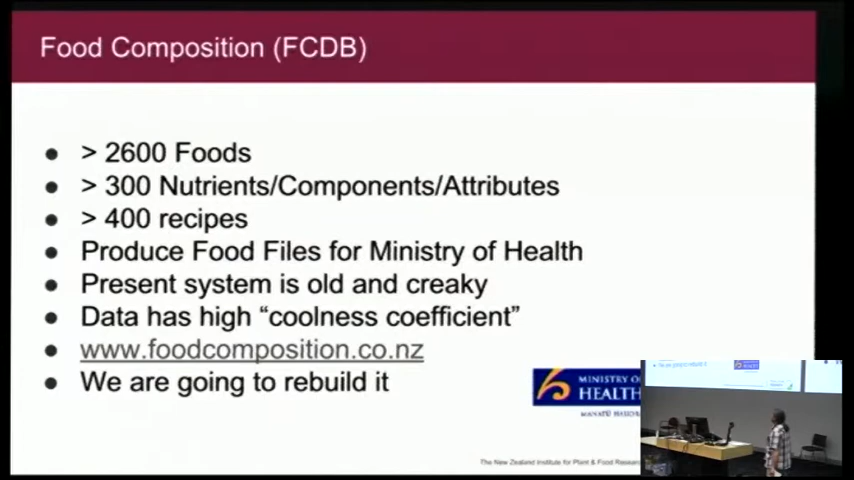 Food Composition (FCDB)
> 2600 Foods
> 300 Nutrients/Components/Attributes
> 400 recipes
Produce Food Files for Ministry of Health
Present system is old and creaky
Data has high “coolness coefficient”
www.foodcomposition.co.nz
We are going to rebuild it
MINISTRY OF
HEALTH
MANATŪ HAUORA
The New Zealand Institute for Plant & Food Research